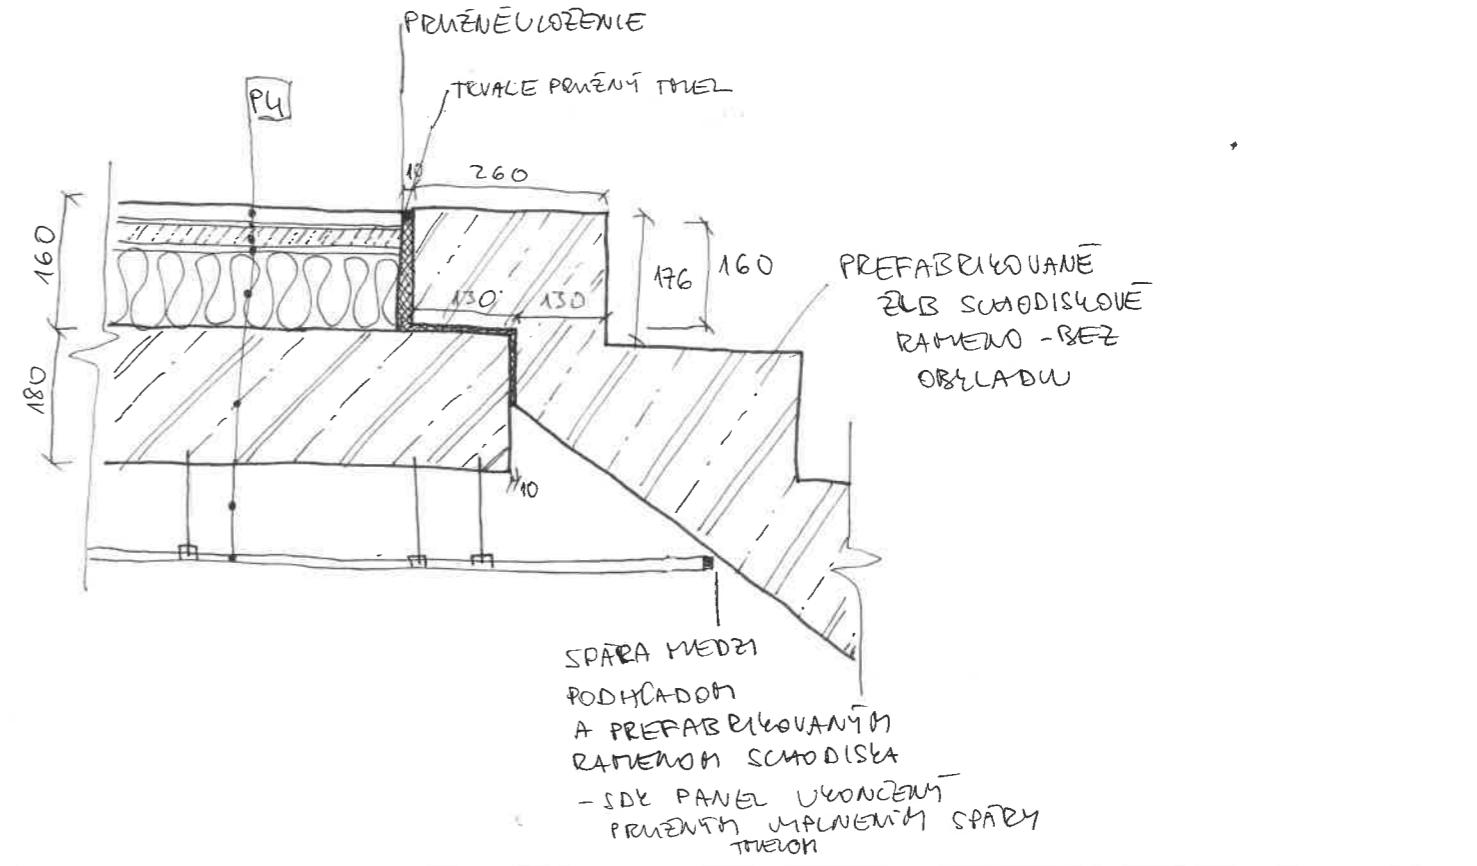 PRUŽNÉ ULOŽENIE
TRVALE PRUŽNÝ TMEL
P4
10
260
160
130
130
176
160
PREFABRIKOVANÉ
ŽLB SCHODISKOVÉ
RAMENO - BEZ
OBKLADU
180
10
SPÁRA MEDZI
PODHĽADOM
A PREFABRIKOVANÝM
RAMENOM SCHODISKA
- SDK PANEL UKONČENÝ
PRUŽNÝM VYPLNENÍM SPÁRY
TMELOM